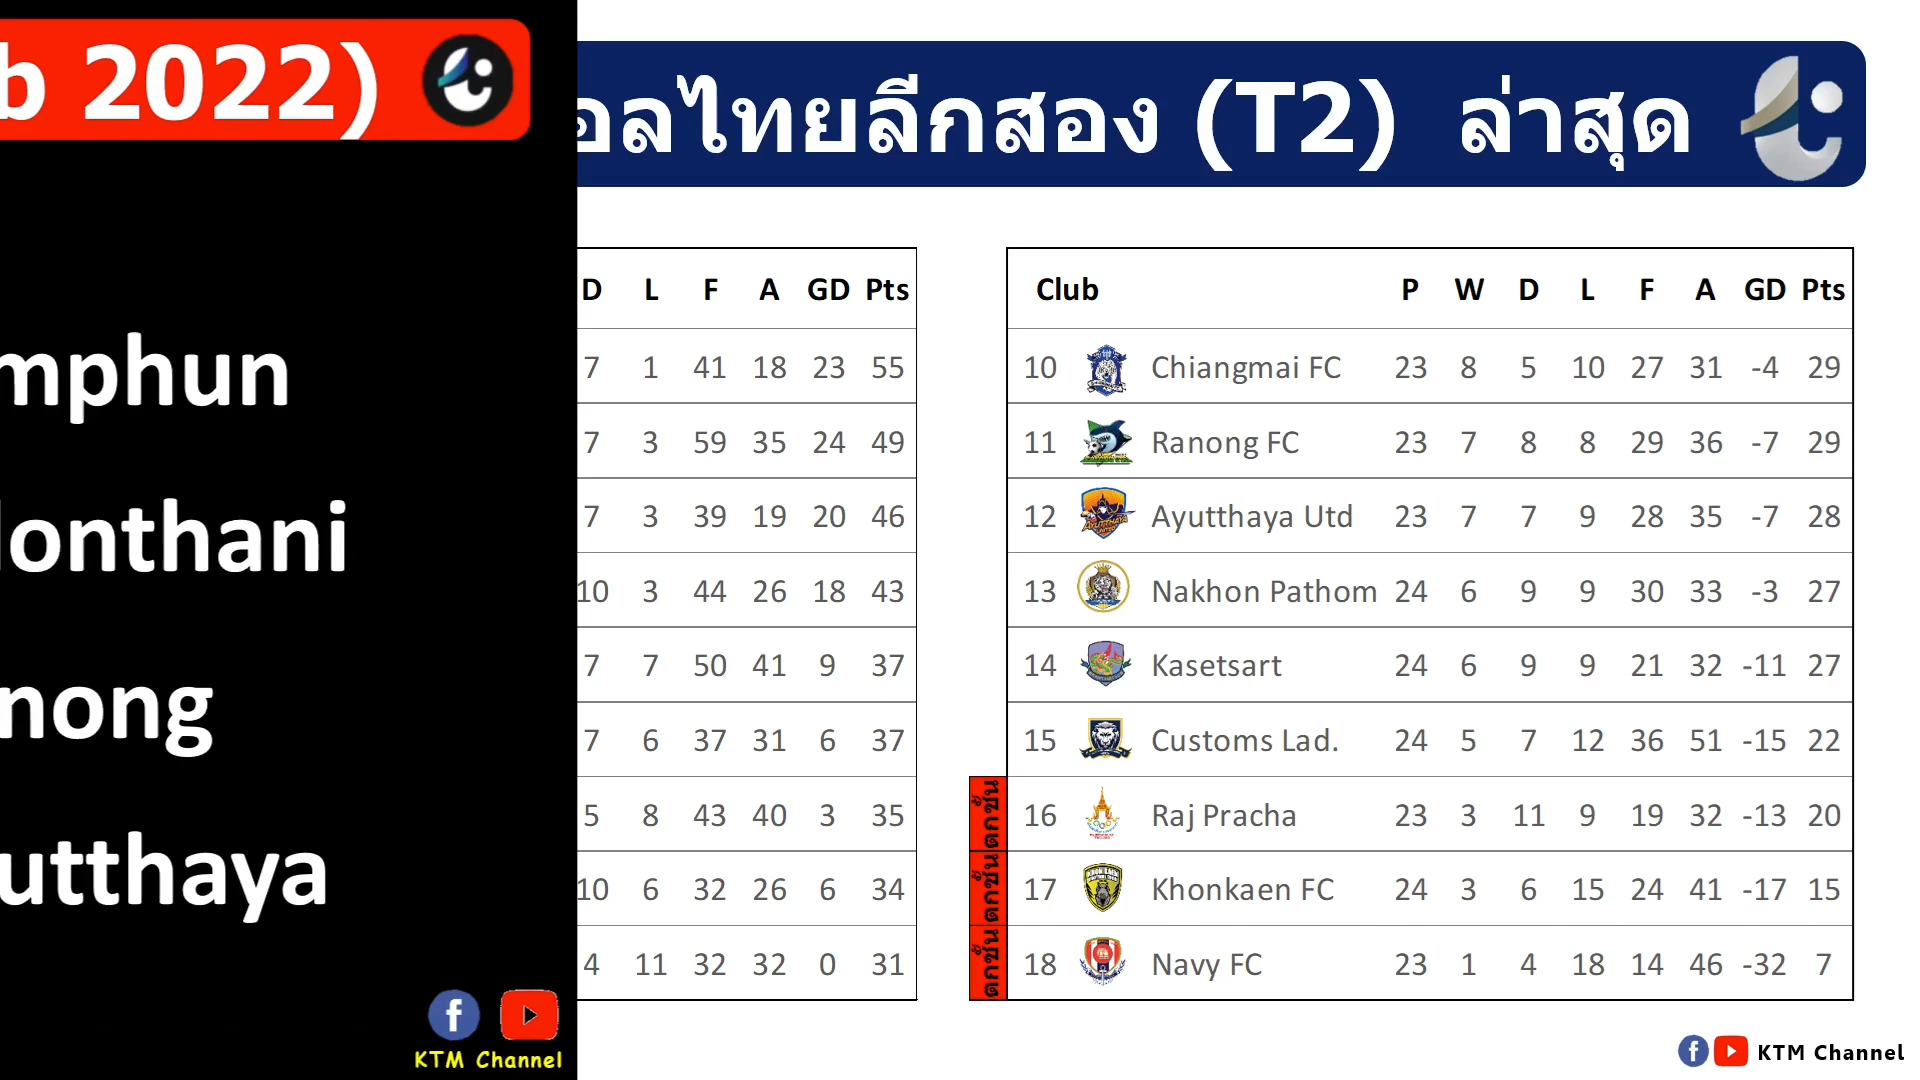 b 2022)
mphun
lonthani
nong
utthaya
KTM Channel
อลไทยลีกสอง (T2) ล่าสุด
D L F A GD Pts
7 1 41 18 23 55
7 3 59 35 24 49
7 3 39 19 20 46
10 3 44 26 18 43
7 7 50 41 9 37
7 6 37 31 6 37
5 8 43 40 3 35
10 6 32 26 6 34
4 11 32 32 0 31
Club P W D L F A GD Pts
10 Chiangmai FC 23 8 5 10 27 31 -4 29
11 Ranong FC 23 7 8 8 29 36 -7 29
12 Ayutthaya Utd 23 7 7 9 28 35 -7 28
13 Nakhon Pathom 24 6 9 9 30 33 -3 27
14 Kasetsart 24 6 9 9 21 32 -11 27
15 Customs Lad. 24 5 7 12 36 51 -15 22
ตกชั้น 16 Raj Pracha 23 3 11 9 19 32 -13 20
ตกชั้น 17 Khonkaen FC 24 3 6 15 24 41 -17 15
ตกชั้น 18 Navy FC 23 1 4 18 14 46 -32 7
KTM Channel